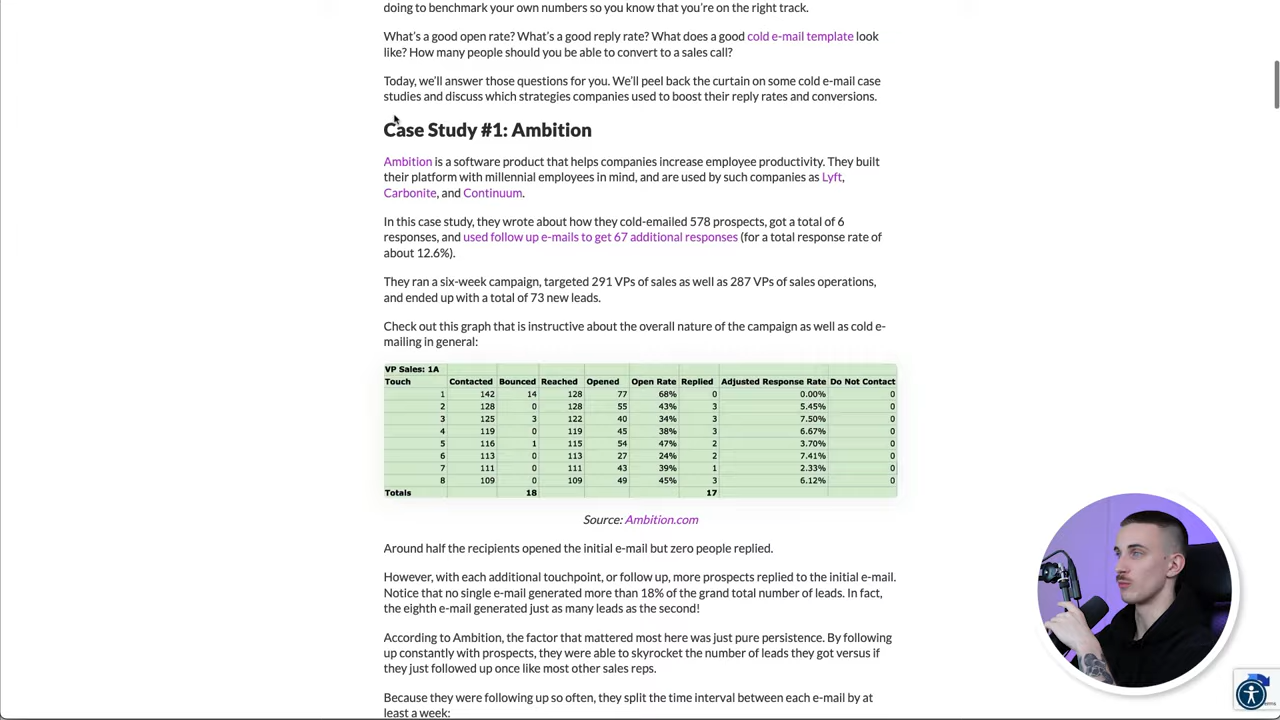 doing to benchmark your own numbers so you know that you're on the right track.
What's a good open rate? What's a good reply rate? What does a good cold e-mail template look
like? How many people should you be able to convert to a sales call?
Today, we'll answer those questions for you. We'll peel back the curtain on some cold e-mail case
studies and discuss which strategies companies used to boost their reply rates and conversions.
Case Study #1: Ambition
Ambition is a software product that helps companies increase employee productivity. They built
their platform with millennial employees in mind, and are used by such companies as Lyft,
Carbonite, and Continuum.
In this case study, they wrote about how they cold-emailed 578 prospects, got a total of 6
responses, and used follow up e-mails to get 67 additional responses (for a total response rate of
about 12.6%).
They ran a six-week campaign, targeted 291 VPs of sales as well as 287 VPs of sales operations,
and ended up with a total of 73 new leads.
Check out this graph that is instructive about the overall nature of the campaign as well as cold e-
mailing in general:
VP Sales: 1A
Touch Contacted Bounced Reached Opened Open Rate Replied Adjusted Response Rate Do Not Contact
1 142 14 128 77 68% 0 0.00% 0
2 128 0 128 55 43% 3 5.45% 0
3 125 3 122 40 34% 3 7.50% 0
4 119 0 119 45 38% 3 6.67% 0
5 116 1 115 54 47% 2 3.70% 0
6 113 0 113 27 24% 2 7.41% 0
7 111 0 111 43 39% 1 2.33% 0
8 109 0 109 49 45% 3 6.12% 0
Totals 18 17
Source: Ambition.com
Around half the recipients opened the initial e-mail but zero people replied.
However, with each additional touchpoint, or follow up, more prospects replied to the initial e-mail.
Notice that no single e-mail generated more than 18% of the grand total number of leads. In fact,
the eighth e-mail generated just as many leads as the second!
According to Ambition, the factor that mattered most here was just pure persistence. By following
up constantly with prospects, they were able to skyrocket the number of leads they got versus if
they just followed up once like most other sales reps.
Because they were following up so often, they split the time interval between each e-mail by at
least a week: